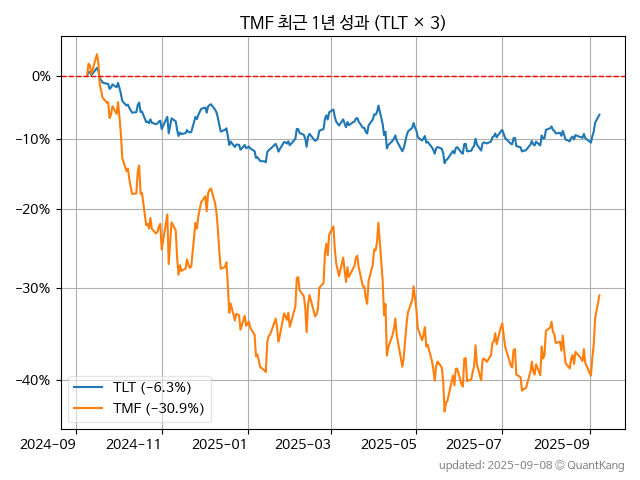 TMF 최근 1년 성과 (TLT × 3)
0%
−10%
−20%
−30%
−40%
TLT (−6.3%)
TMF (−30.9%)
2024−09 2024−11 2025−01 2025−03 2025−05 2025−07 2025−09
updated: 2025-09-08 © QuantKang